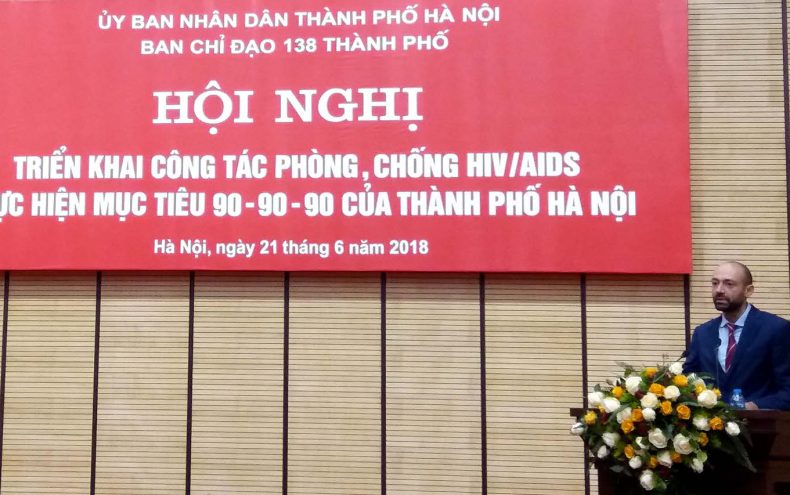 ỦY BAN NHÂN DÂN THÀNH PHỐ HÀ NỘI
BAN CHỈ ĐẠO 138 THÀNH PHỐ
HỘI NGHỊ
TRIỂN KHAI CÔNG TÁC PHÒNG, CHỐNG HIV/AIDS
ỰC HIỆN MỤC TIÊU 90-90-90 CỦA THÀNH PHỐ HÀ NỘI
Hà Nội, ngày 21 tháng 6 năm 2018